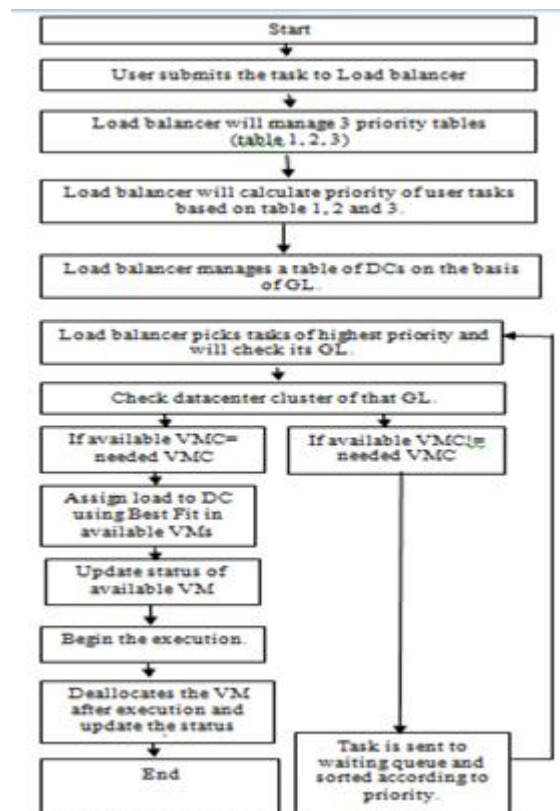 Start
User submits the task to Load balancer
Load balancer will manage 3 priority tables
(table 1, 2, 3)
Load balancer will calculate priority of user tasks
based on table 1, 2 and 3.
Load balancer manages a table of DCs on the basis
of GL.
Load balancer picks tasks of highest priority and
will check its GL.
Check datacenter cluster of that GL.
If available VMC=
needed VMC
If available VMC!=
needed VMC
Assign load to DC
using Best Fit in
available VMs
Update status of
available VM
Begin the execution.
Deallocates the VM
after execution and
update the status
End
Task is sent to
waiting queue and
sorted according to
priority.